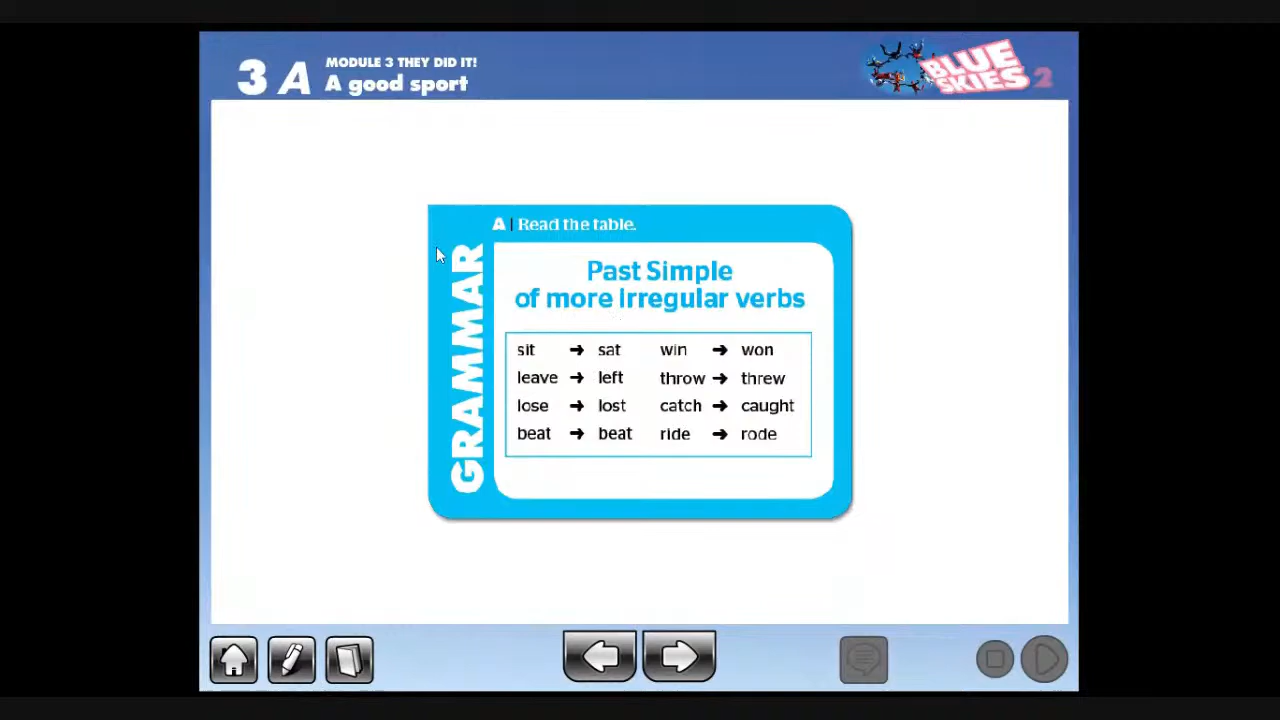 3 A
MODULE 3 THEY DID IT!
A good sport
BLUE
SKIES 2
GRAMMAR
A | Read the table.
Past Simple
of more irregular verbs
sit → sat win → won
leave → left throw → threw
lose → lost catch → caught
beat → beat ride → rode